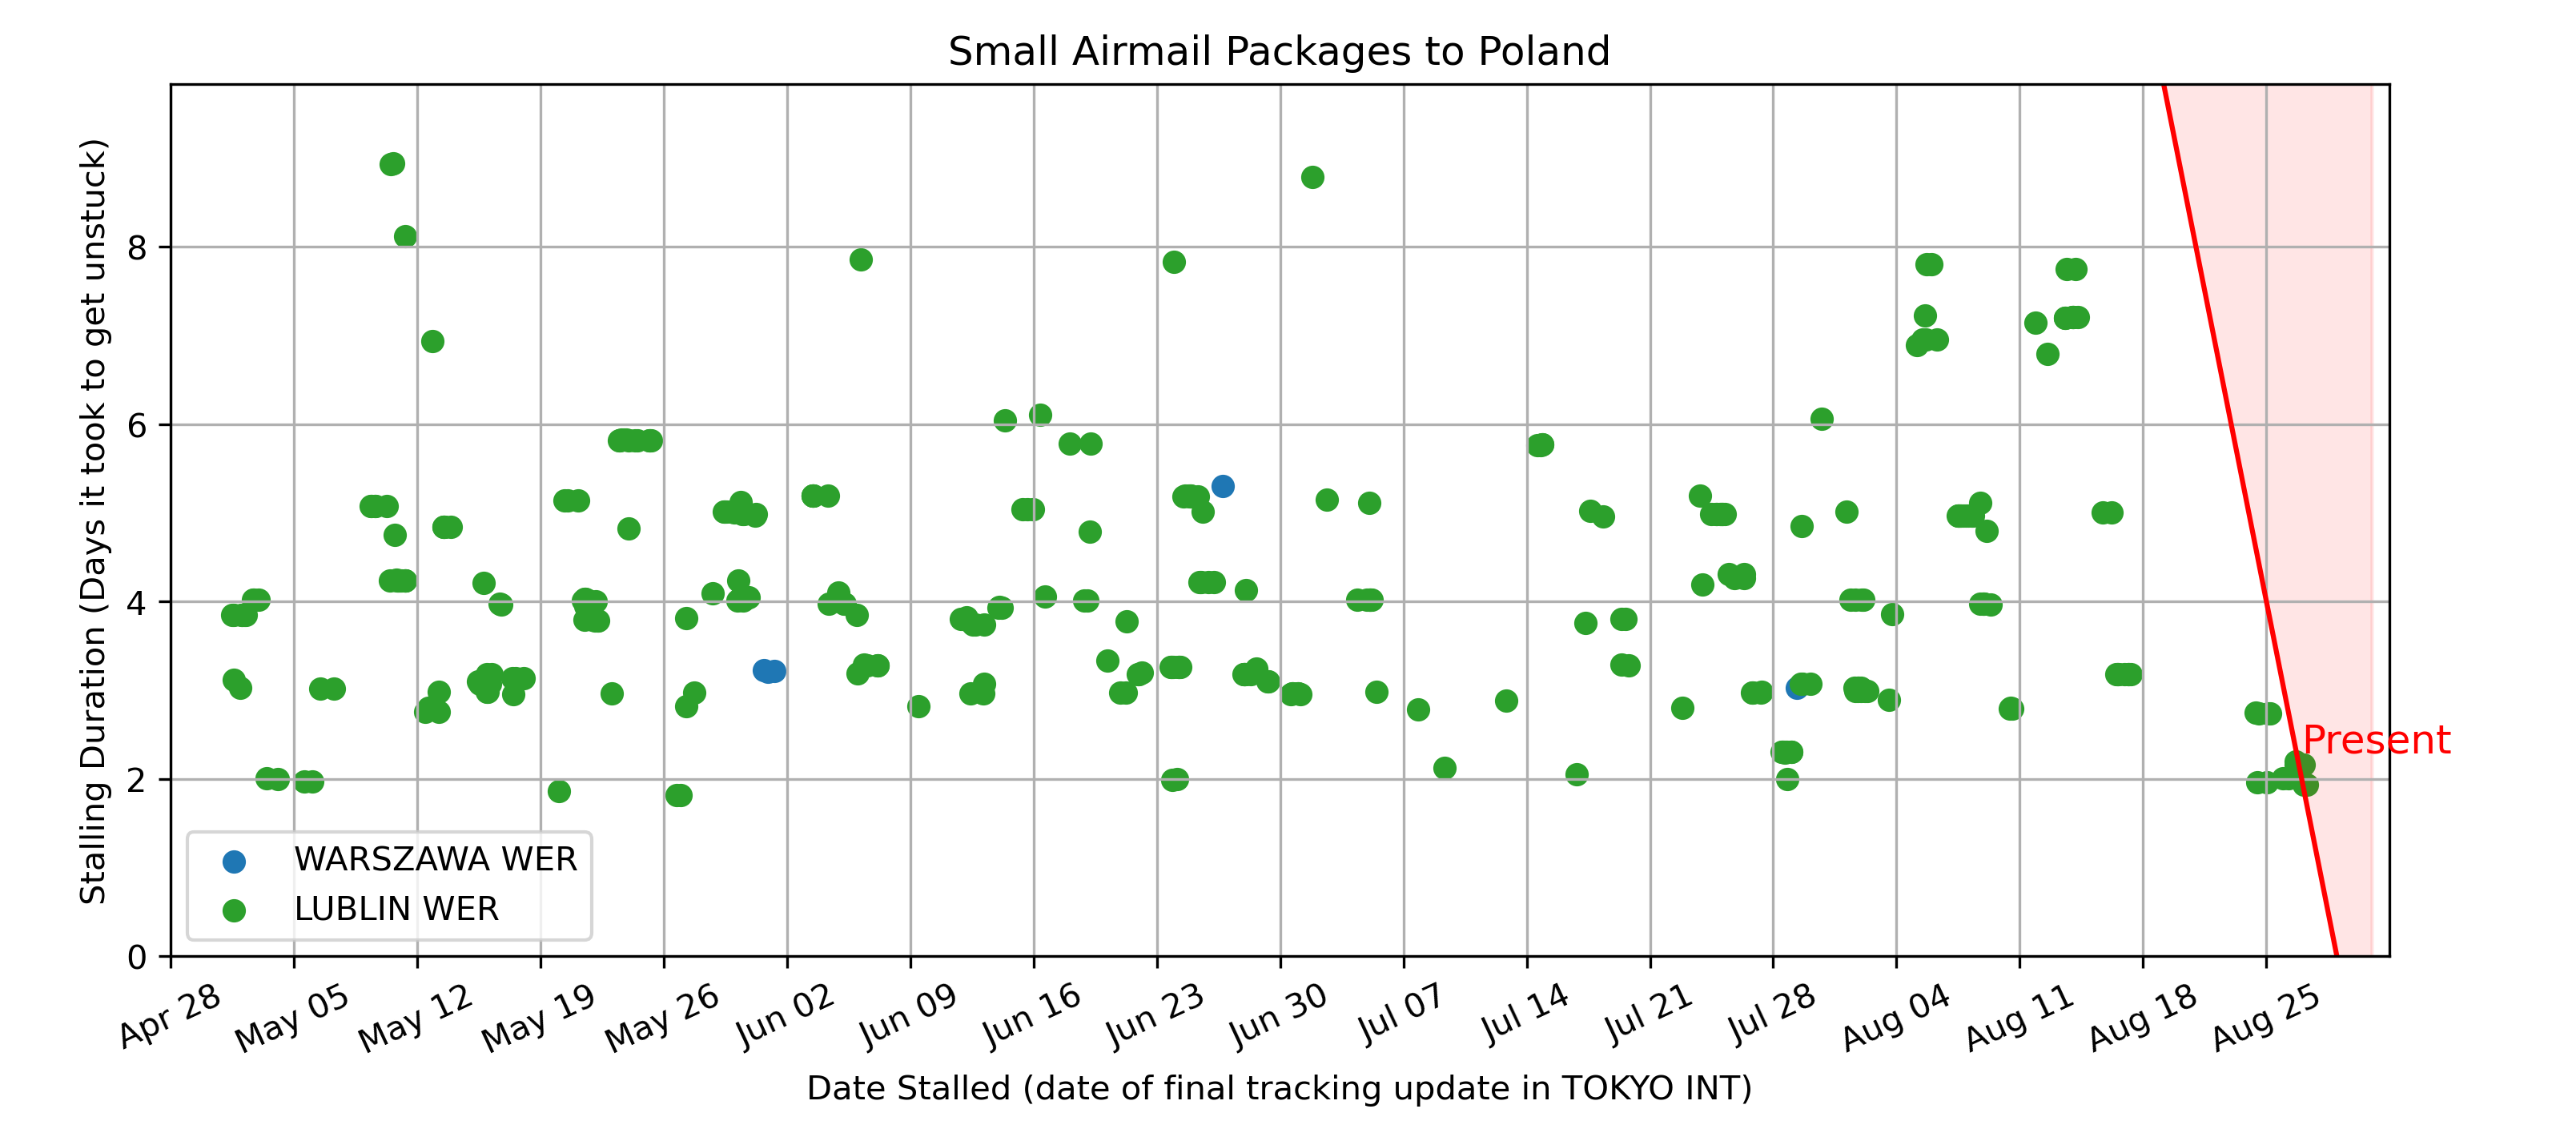 Small Airmail Packages to Poland
Stalling Duration (Days it took to get unstuck)
8
6
4
2
0
Present
WARSZAWA WER
LUBLIN WER
Apr 28
May 05
May 12
May 19
May 26
Jun 02
Jun 09
Jun 16
Jun 23
Jun 30
Jul 07
Jul 14
Jul 21
Jul 28
Aug 04
Aug 11
Aug 18
Aug 25
Date Stalled (date of final tracking update in TOKYO INT)